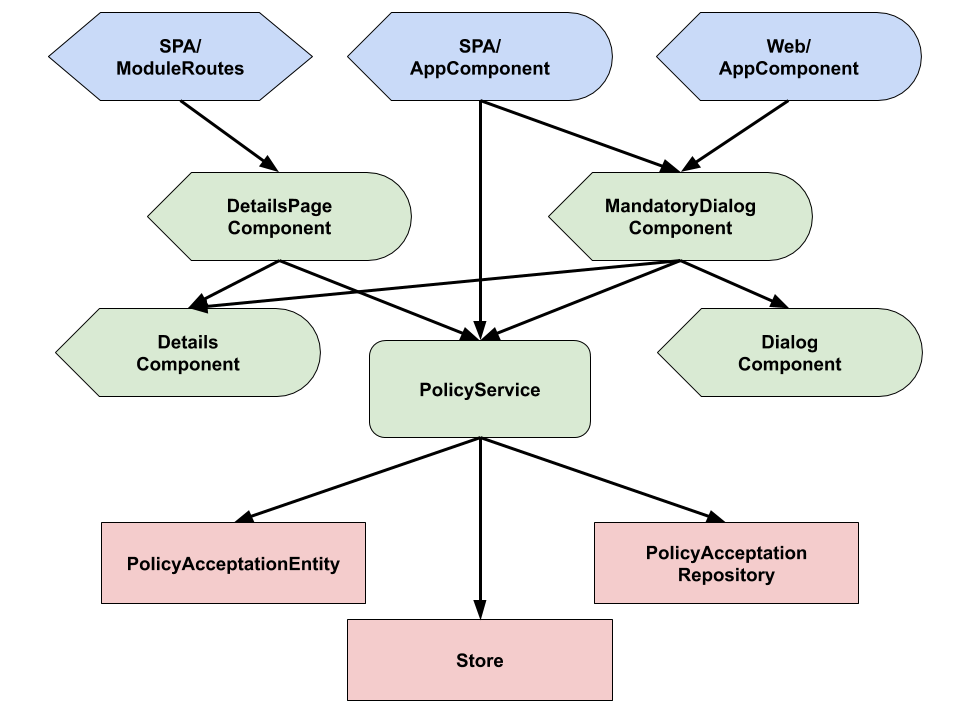 SPA/
ModuleRoutes
SPA/
AppComponent
Web/
AppComponent
DetailsPage
Component
MandatoryDialog
Component
Details
Component
PolicyService
Dialog
Component
PolicyAcceptationEntity
PolicyAcceptation
Repository
Store